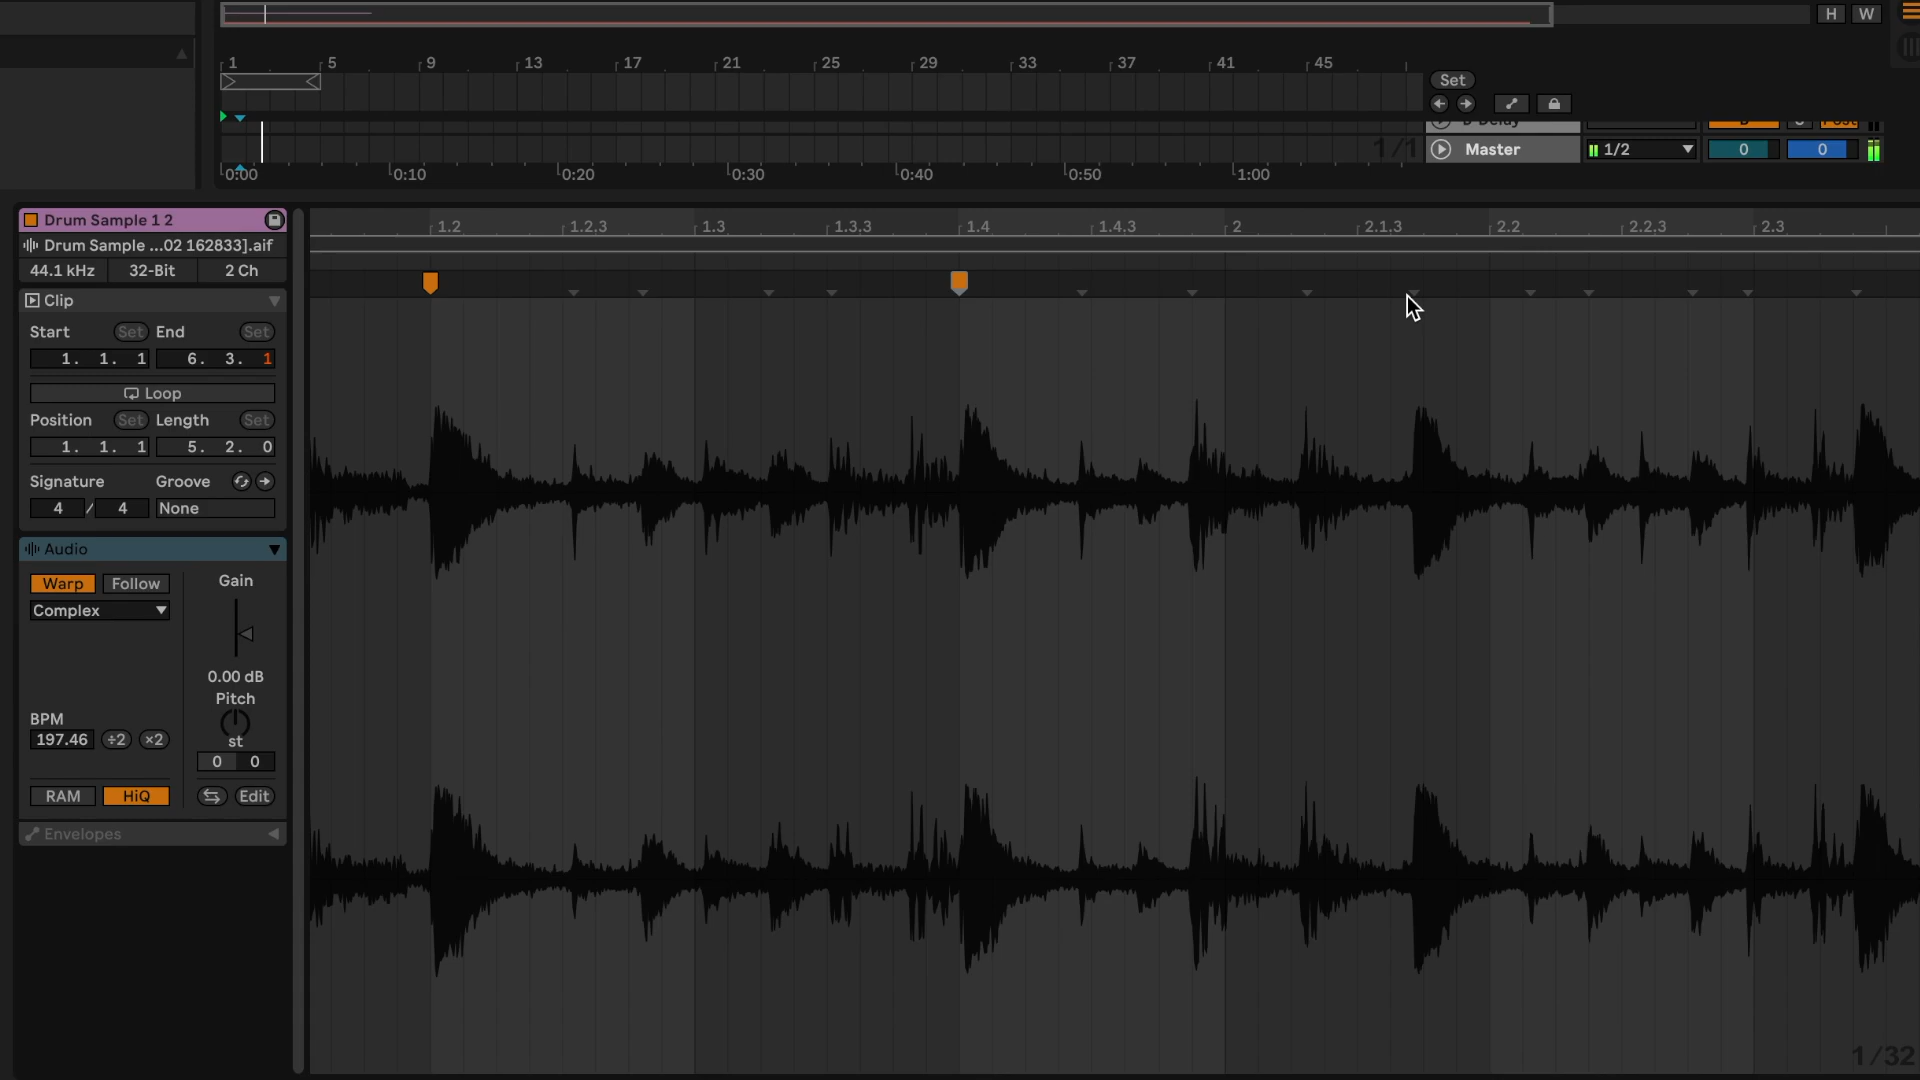 H W
1 5 9 13 17 21 25 29 33 37 41 45
Set
D Delay
1/1
Master 1/2 0 0
0:00 0:10 0:20 0:30 0:40 0:50 1:00
Drum Sample 1 2
Drum Sample ...02 162833].aif
44.1 kHz 32-Bit 2 Ch
1.2 1.2.3 1.3 1.3.3 1.4 1.4.3 2 2.1.3 2.2 2.2.3 2.3
Clip
Start Set End Set
1. 1. 1 6. 3. 1
Loop
Position Set Length Set
1. 1. 1 5. 2. 0
Signature Groove
4 / 4 None
Audio
Warp Follow Gain
Complex
0.00 dB
Pitch
BPM
197.46 ÷2 ×2 st
0 0
RAM HiQ Edit
Envelopes
1/32